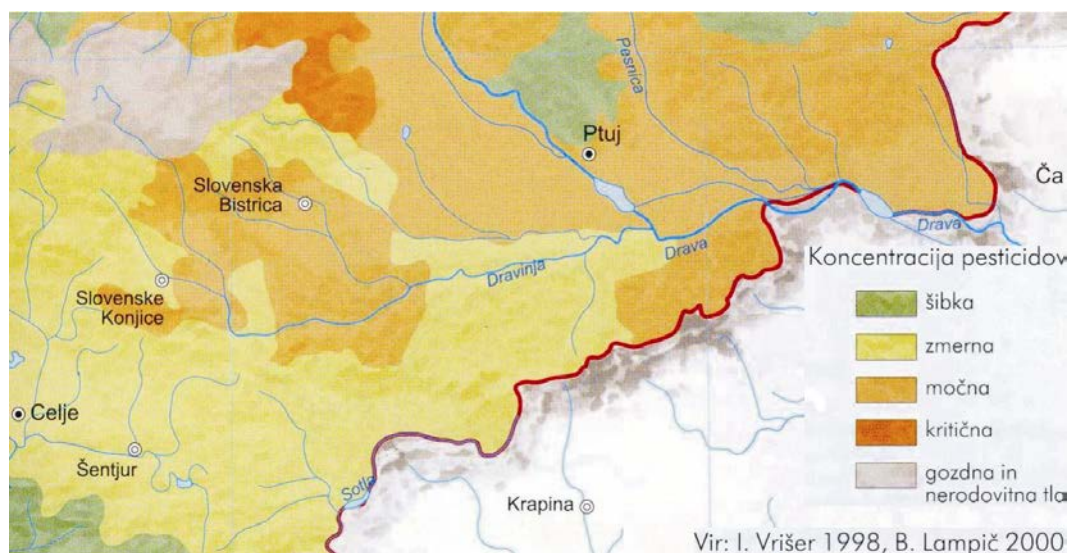 Pesnica
Ptuj
Slovenska
Bistrica
Ča
Drava
Drava
Dravinja
Koncentracija pesticidov
Slovenske
Konjice
šibka
zmerna
močna
kritična
gozdna in
nerodovitna tla
Celje
Šentjur
Sotla
Krapina
Vir: I. Vrišer 1998, B. Lampič 2000